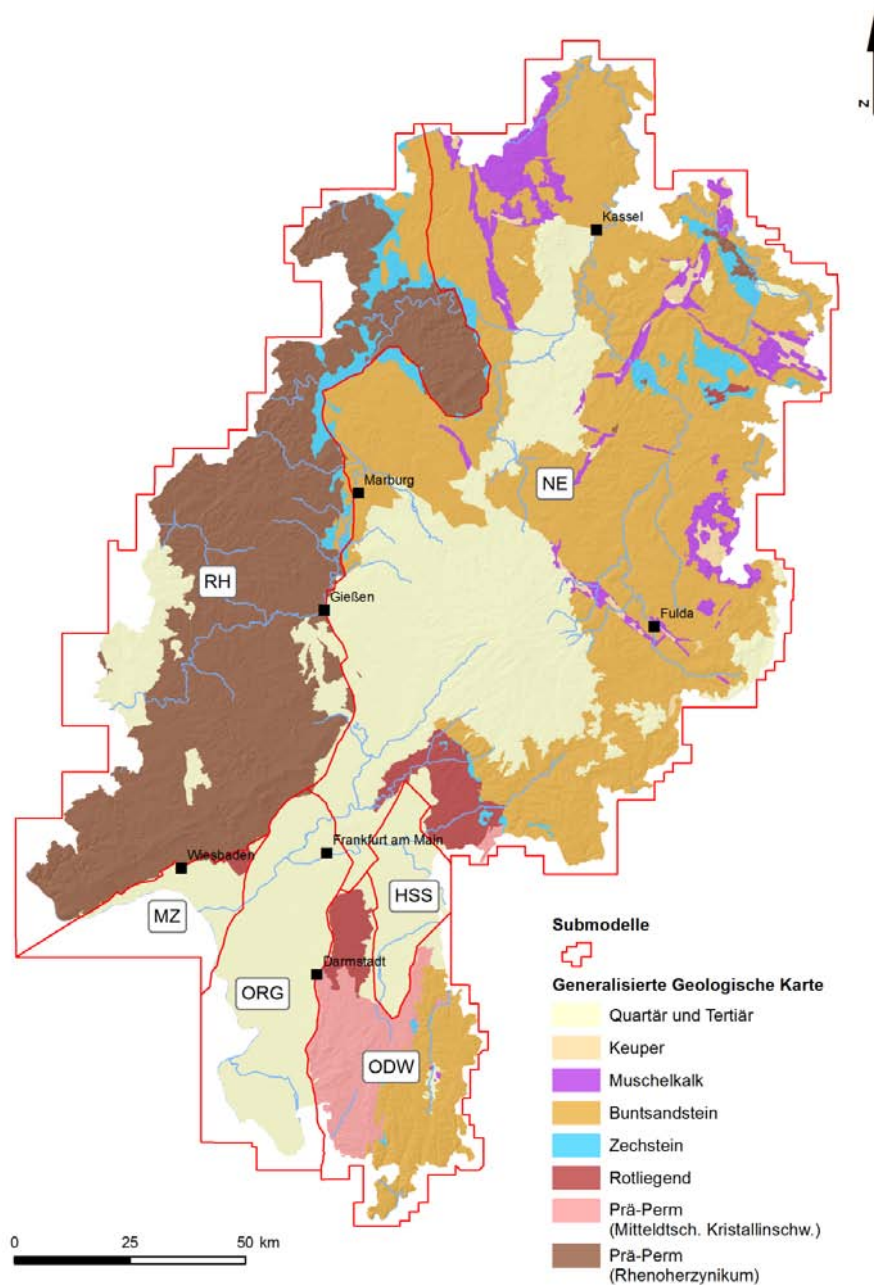 N
Kassel
Marburg
NE
RH
Gießen
Fulda
Frankfurt am Main
Wiesbaden
HSS
MZ
Darmstadt
ORG
ODW
Submodelle
Generalisierte Geologische Karte
Quartär und Tertiär
Keuper
Muschelkalk
Buntsandstein
Zechstein
Rotliegend
Prä-Perm
(Mitteldtsch. Kristallinschw.)
Prä-Perm
(Rhenoherzynikum)
0 25 50 km